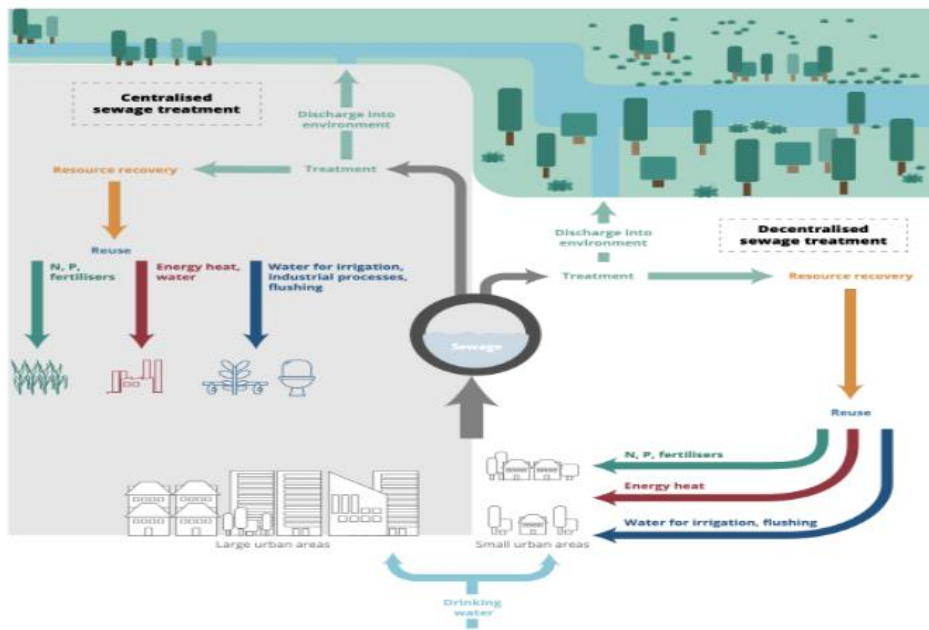 Centralised
sewage treatment
Discharge into
environment
Resource recovery
Treatment
Reuse
N, P,
fertilisers
Energy heat,
water
Water for irrigation,
industrial processes,
flushing
Decentralised
sewage treatment
Discharge into
environment
Treatment
Resource recovery
Sewage
Reuse
N, P, fertilisers
Energy heat
Water for irrigation, flushing
Large urban areas
Small urban areas
Drinking
water